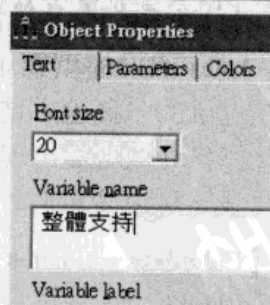 Object Properties
Text Parameters Colors
Font size
20
Variable name
整體支持
Variable label